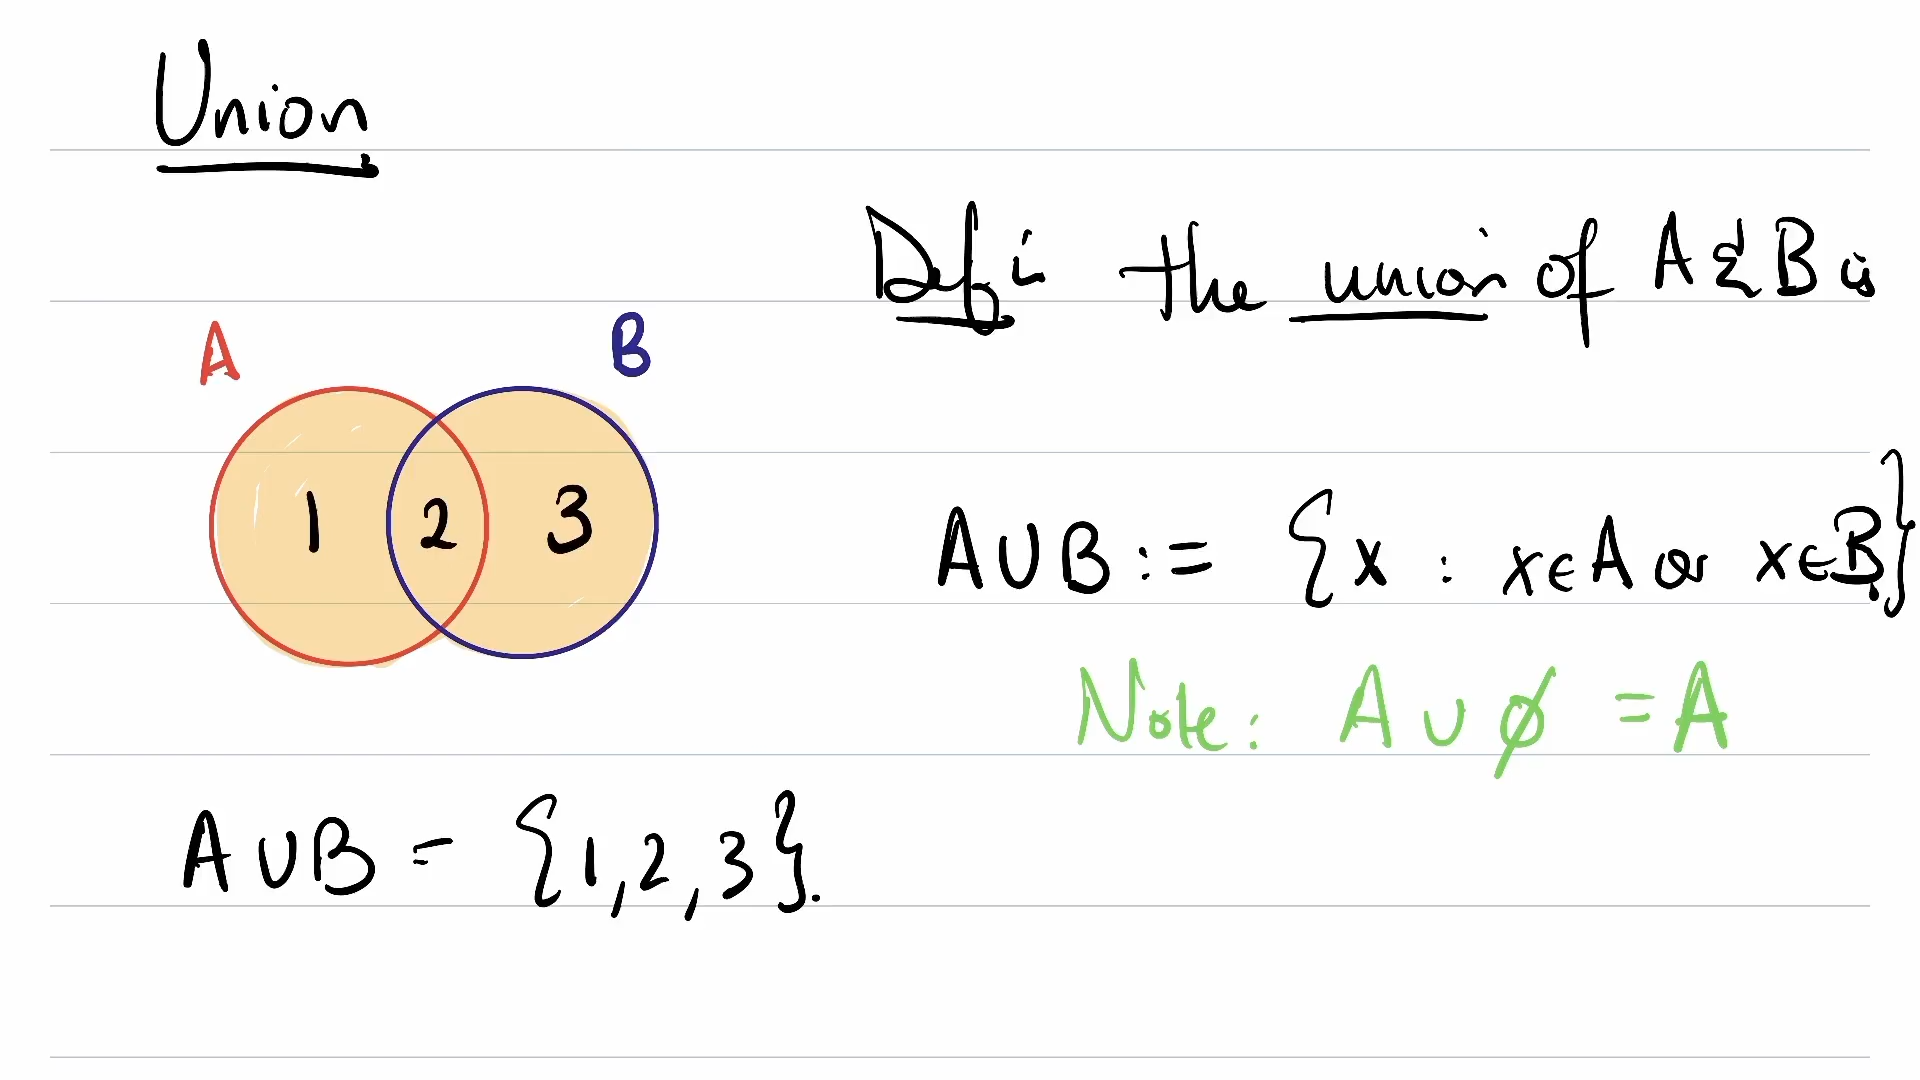 Union
Def: the union of A & B is
A B
1 2 3
A∪B := {x : x∈A or x∈B}
Note: A ∪ ∅ = A
A∪B = {1,2,3}.